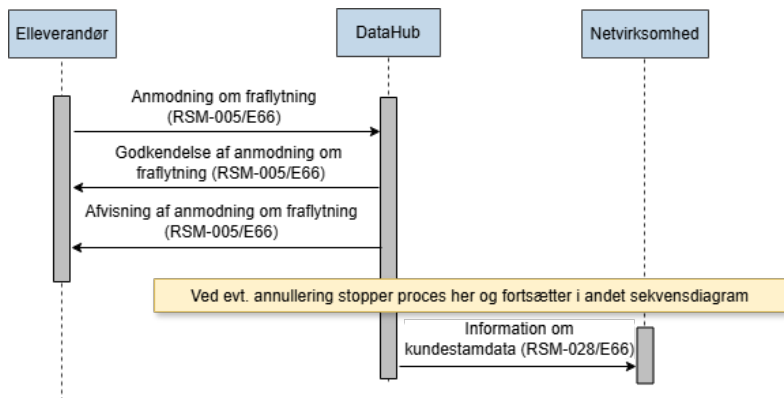 Elleverandør
DataHub
Netvirksomhed
Anmodning om fraflytning
(RSM-005/E66)
Godkendelse af anmodning om
fraflytning (RSM-005/E66)
Afvisning af anmodning om fraflytning
(RSM-005/E66)
Ved evt. annullering stopper proces her og fortsætter i andet sekvensdiagram
Information om
kundestamdata (RSM-028/E66)